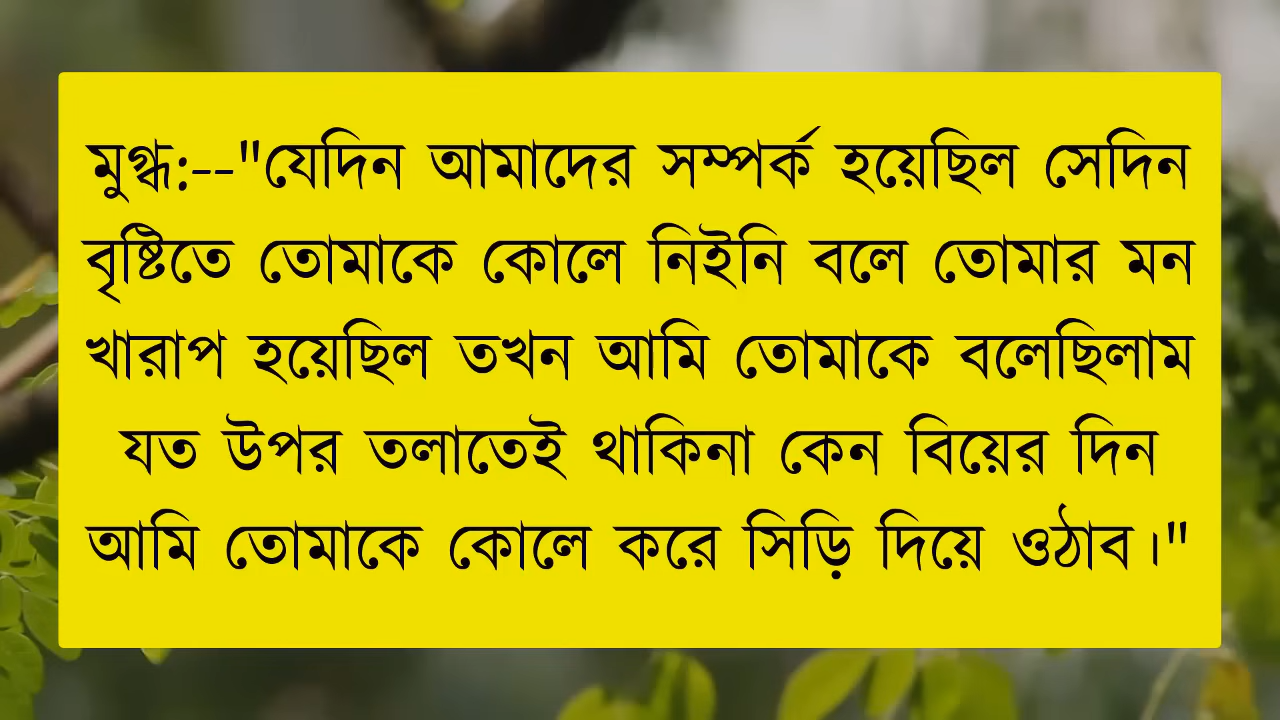 মুগ্ধ:--"যেদিন আমাদের সম্পর্ক হয়েছিল সেদিন
বৃষ্টিতে তোমাকে কোলে নিইনি বলে তোমার মন
খারাপ হয়েছিল তখন আমি তোমাকে বলেছিলাম
যত উপর তলাতেই থাকিনা কেন বিয়ের দিন
আমি তোমাকে কোলে করে সিড়ি দিয়ে ওঠাব।"